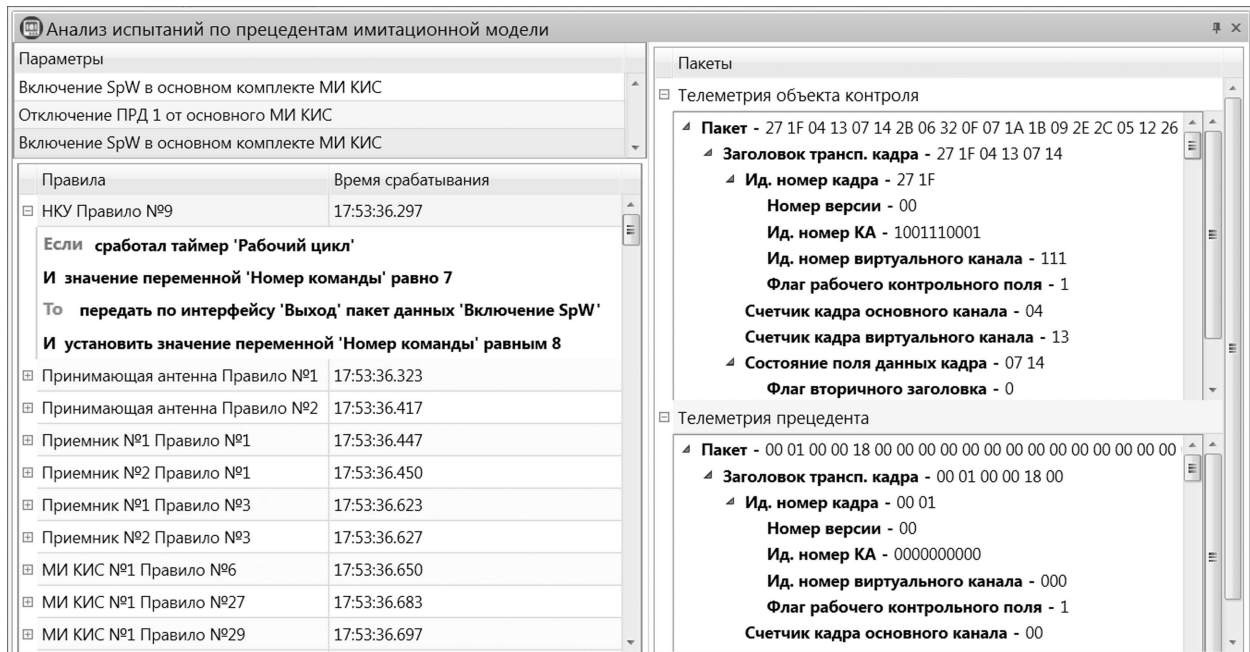 Анализ испытаний по прецедентам имитационной модели
Параметры
Включение SpW в основном комплекте МИ КИС
Отключение ПРД 1 от основного МИ КИС
Включение SpW в основном комплекте МИ КИС
Правила Время срабатывания
НКУ Правило №9 17:53:36.297
Если сработал таймер 'Рабочий цикл'
И значение переменной 'Номер команды' равно 7
То передать по интерфейсу 'Выход' пакет данных 'Включение SpW'
И установить значение переменной 'Номер команды' равным 8
Принимающая антенна Правило №1 17:53:36.323
Принимающая антенна Правило №2 17:53:36.417
Приемник №1 Правило №1 17:53:36.447
Приемник №2 Правило №1 17:53:36.450
Приемник №1 Правило №3 17:53:36.623
Приемник №2 Правило №3 17:53:36.627
МИ КИС №1 Правило №6 17:53:36.650
МИ КИС №1 Правило №27 17:53:36.683
МИ КИС №1 Правило №29 17:53:36.697
Пакеты
Телеметрия объекта контроля
Пакет - 27 1F 04 13 07 14 2B 06 32 0F 07 1A 1B 09 2E 2C 05 12 26
Заголовок трансп. кадра - 27 1F 04 13 07 14
Ид. номер кадра - 27 1F
Номер версии - 00
Ид. номер КА - 1001110001
Ид. номер виртуального канала - 111
Флаг рабочего контрольного поля - 1
Счетчик кадра основного канала - 04
Счетчик кадра виртуального канала - 13
Состояние поля данных кадра - 07 14
Флаг вторичного заголовка - 0
Телеметрия прецедента
Пакет - 00 01 00 00 18 00 00 00 00 00 00 00 00 00 00 00 00 00
Заголовок трансп. кадра - 00 01 00 00 18 00
Ид. номер кадра - 00 01
Номер версии - 00
Ид. номер КА - 0000000000
Ид. номер виртуального канала - 000
Флаг рабочего контрольного поля - 1
Счетчик кадра основного канала - 00